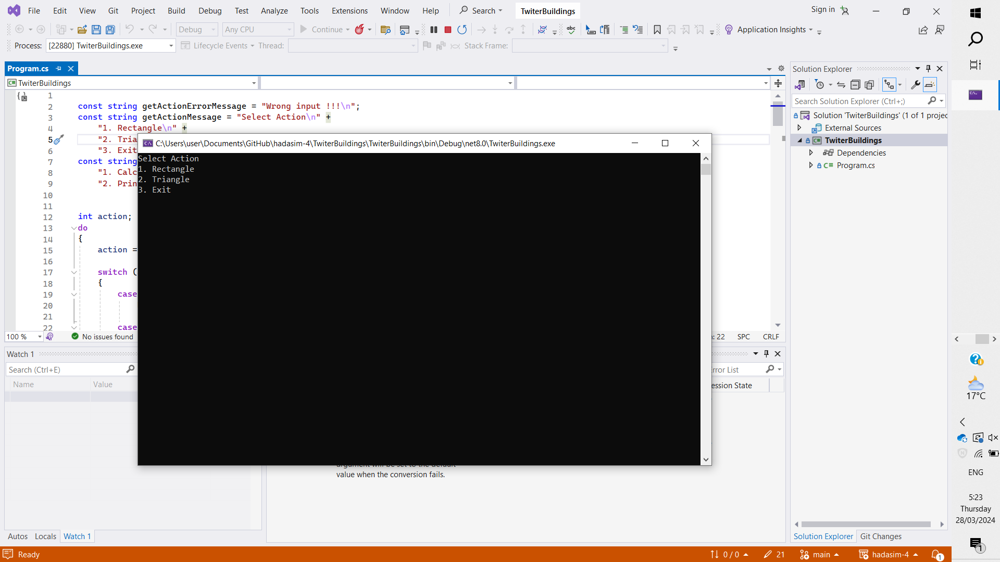 File Edit View Git Project Build Debug Test Analyze Tools Extensions Window Help Search TwiterBuildings Sign in
Debug Any CPU Continue Application Insights
Process: [22880] TwiterBuildings.exe Lifecycle Events Thread: Stack Frame:
Program.cs
TwiterBuildings
1
2 const string getActionErrorMessage = "Wrong input !!!\n";
3 const string getActionMessage = "Select Action\n" +
4 "1. Rectangle\n" +
5 "2. Tria
6 "3. Exit
7 const string
8 "1. Calc
9 "2. Prin
10
11
12 int action;
13 do
14 {
15 action =
16
17 switch (
18 {
19 case
20
21
22 case
100 % No issues found : 22 SPC CRLF
C:\Users\user\Documents\GitHub\hadasim-4\TwiterBuildings\TwiterBuildings\bin\Debug\net8.0\TwiterBuildings.exe
Select Action
1. Rectangle
2. Triangle
3. Exit
Watch 1
Search (Ctrl+E)
Name Value
rror List
ession State
value when the conversion fails.
Autos Locals Watch 1
Solution Explorer
Search Solution Explorer (Ctrl+;)
Solution 'TwiterBuildings' (1 of 1 projec
External Sources
TwiterBuildings
Dependencies
C# Program.cs
Solution Explorer Git Changes
Ready 0 / 0 21 main hadasim-4 1
17°C
ENG
5:23
Thursday
28/03/2024
1